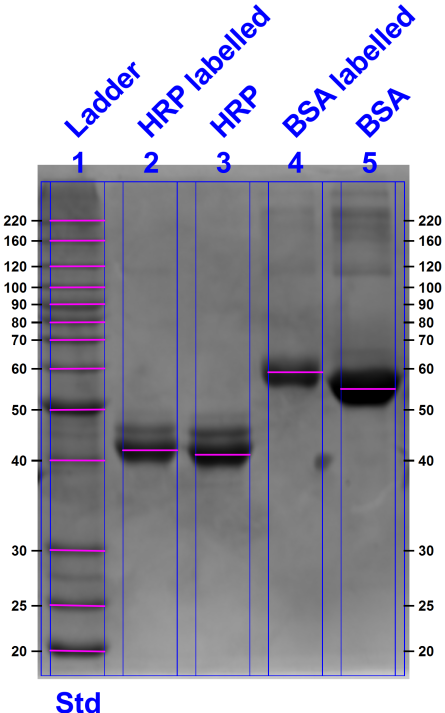 Ladder
HRP labelled
HRP
BSA labelled
BSA
1 2 3 4 5
220 220
160 160
120 120
100 100
90 90
80 80
70 70
60 60
50 50
40 40
30 30
25 25
20 20
Std